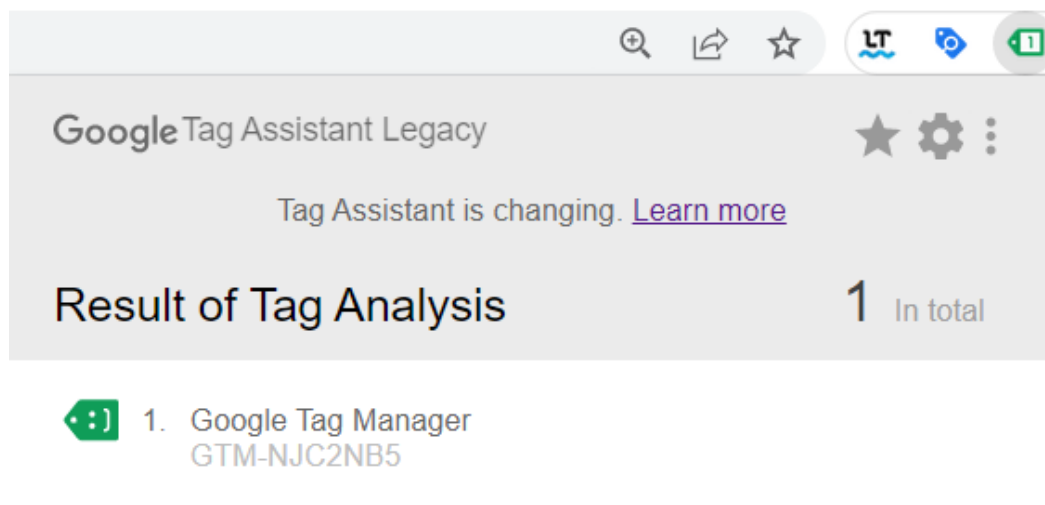 LT
1
Google Tag Assistant Legacy
Tag Assistant is changing. Learn more
Result of Tag Analysis
1 In total
1. Google Tag Manager
GTM-NJC2NB5